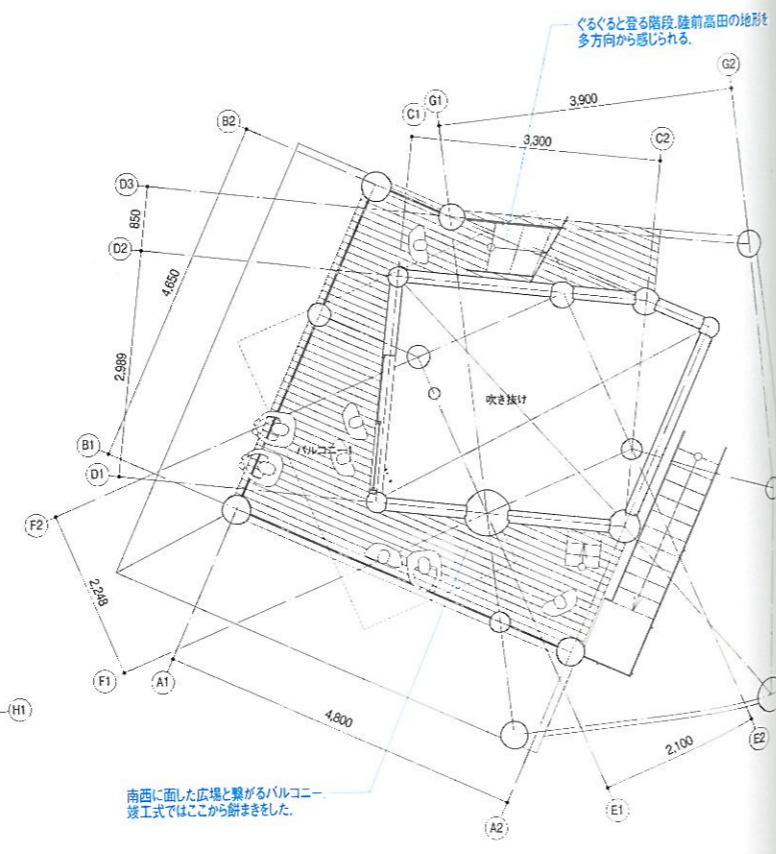 ぐるぐると登る階段.陸前高田の地形を
多方向から感じられる.
G2
G1
3,900
C1
B2
3,300
C2
D3
850
D2
4,650
2,989
吹き抜け
バルコニー1
B1
D1
F2
2,248
F1
A1
H1
4,800
E2
2,100
E1
A2
南西に面した広場と繋がるバルコニー.
竣工式ではここから餅まきをした.